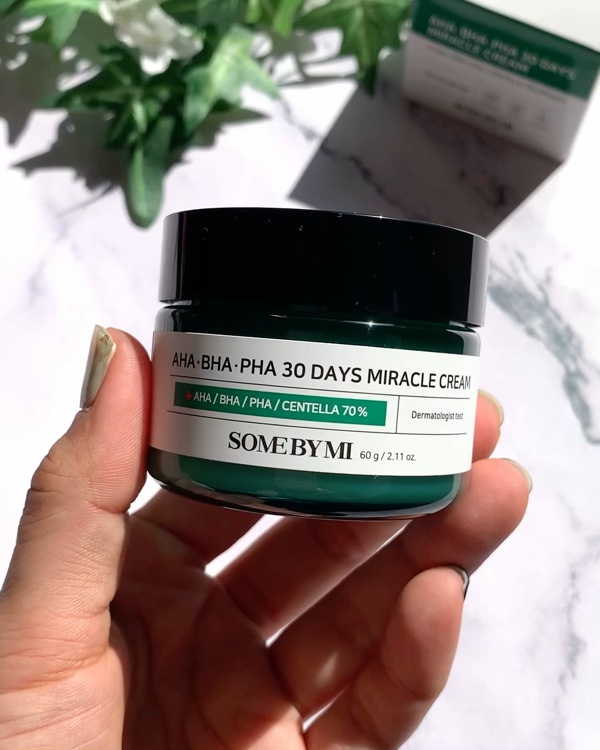 AHA·BHA·PHA 30 DAYS
MIRACLE CREAM
AHA·BHA·PHA 30 DAYS MIRACLE CREAM
+ AHA / BHA / PHA / CENTELLA 70%
Dermatologist test
SOME BY MI 60 g / 2.11 oz.